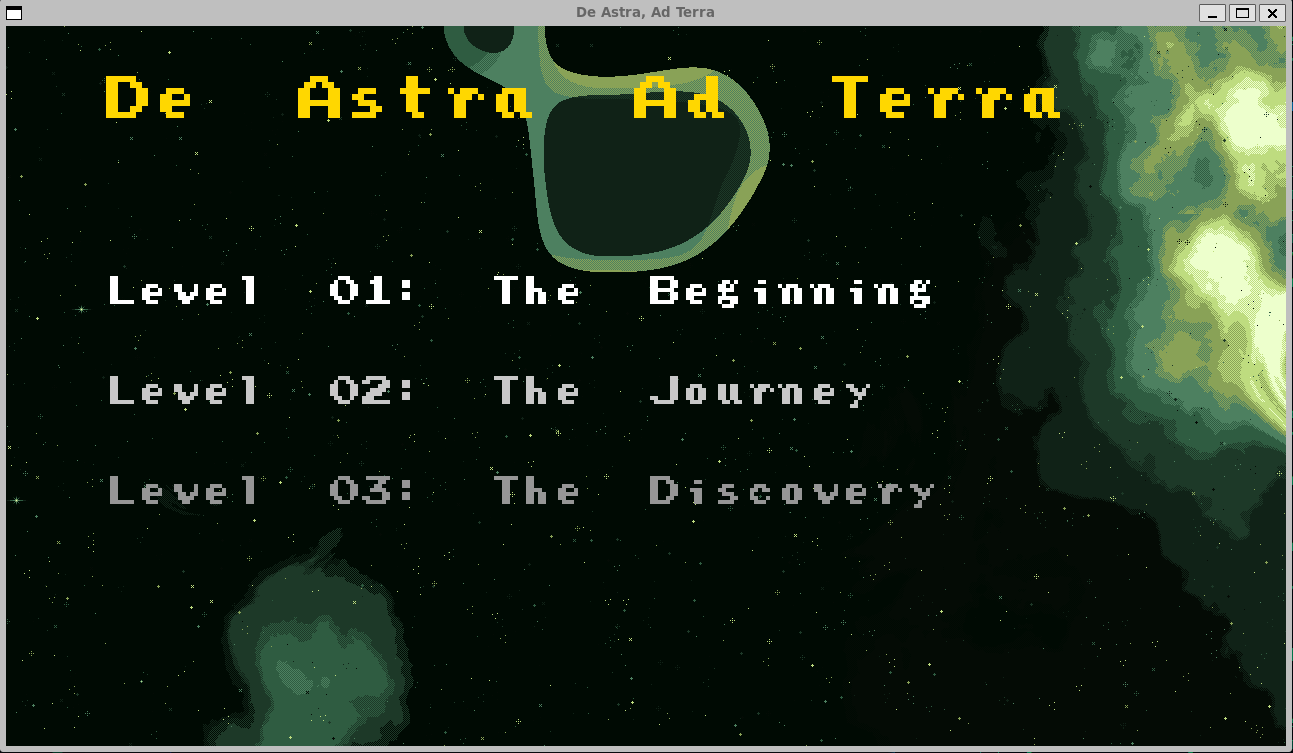 De Astra, Ad Terra
De Astra Ad Terra
Level 01: The Beginning
Level 02: The Journey
Level 03: The Discovery